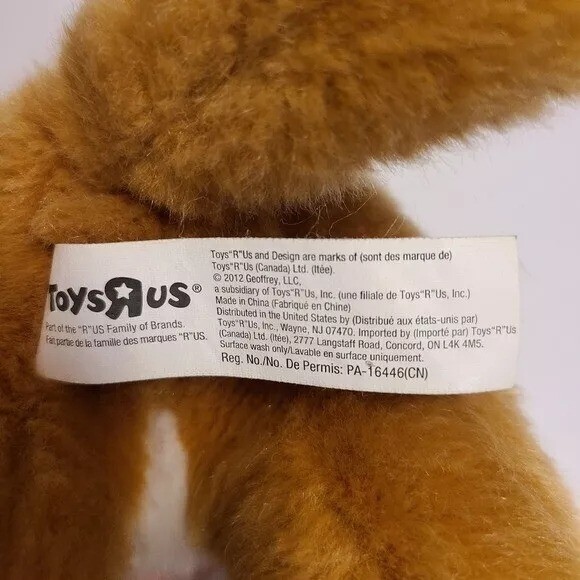 ToysЯUS®
Part of the "R"US Family of Brands.
Fait partie de la famille des marques "R"US.
Toys"R"Us and Design are marks of (sont des marque de)
Toys"R"Us (Canada) Ltd. (ltée).
© 2012 Geoffrey, LLC,
a subsidiary of Toys"R"Us, Inc. (une filiale de Toys"R"Us, Inc.)
Made in China (Fabriqué en Chine)
Distributed in the United States by (Distribué aux états-unis par)
Toys"R"Us, Inc., Wayne, NJ 07470. Imported by (Importé par) Toys"R"Us
(Canada) Ltd. (ltée), 2777 Langstaff Road, Concord, ON L4K 4M5.
Surface wash only/Lavable en surface uniquement.
Reg. No./No. De Permis: PA-16446(CN)